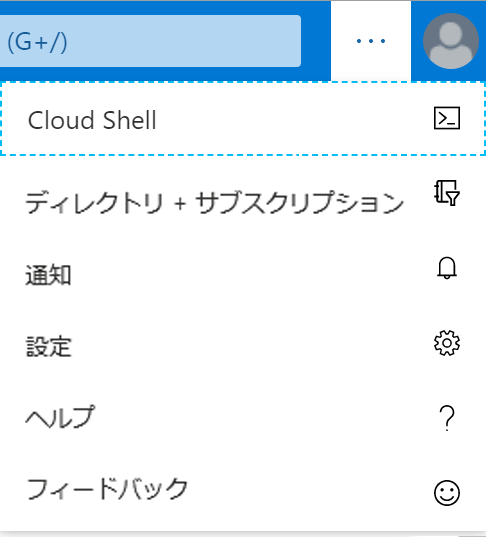 (G+/)
Cloud Shell
ディレクトリ + サブスクリプション
通知
設定
ヘルプ
フィードバック